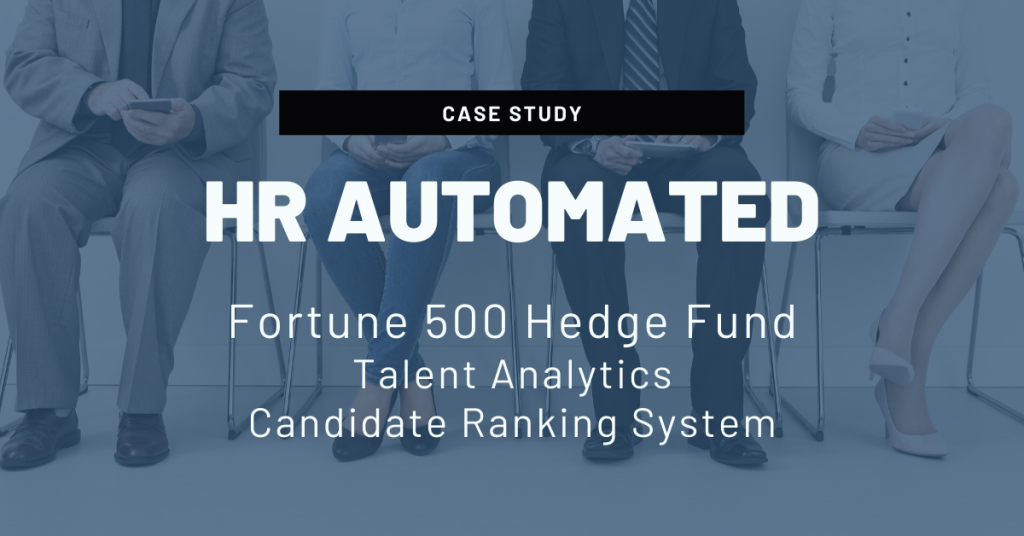 CASE STUDY
HR AUTOMATED
Fortune 500 Hedge Fund
Talent Analytics
Candidate Ranking System